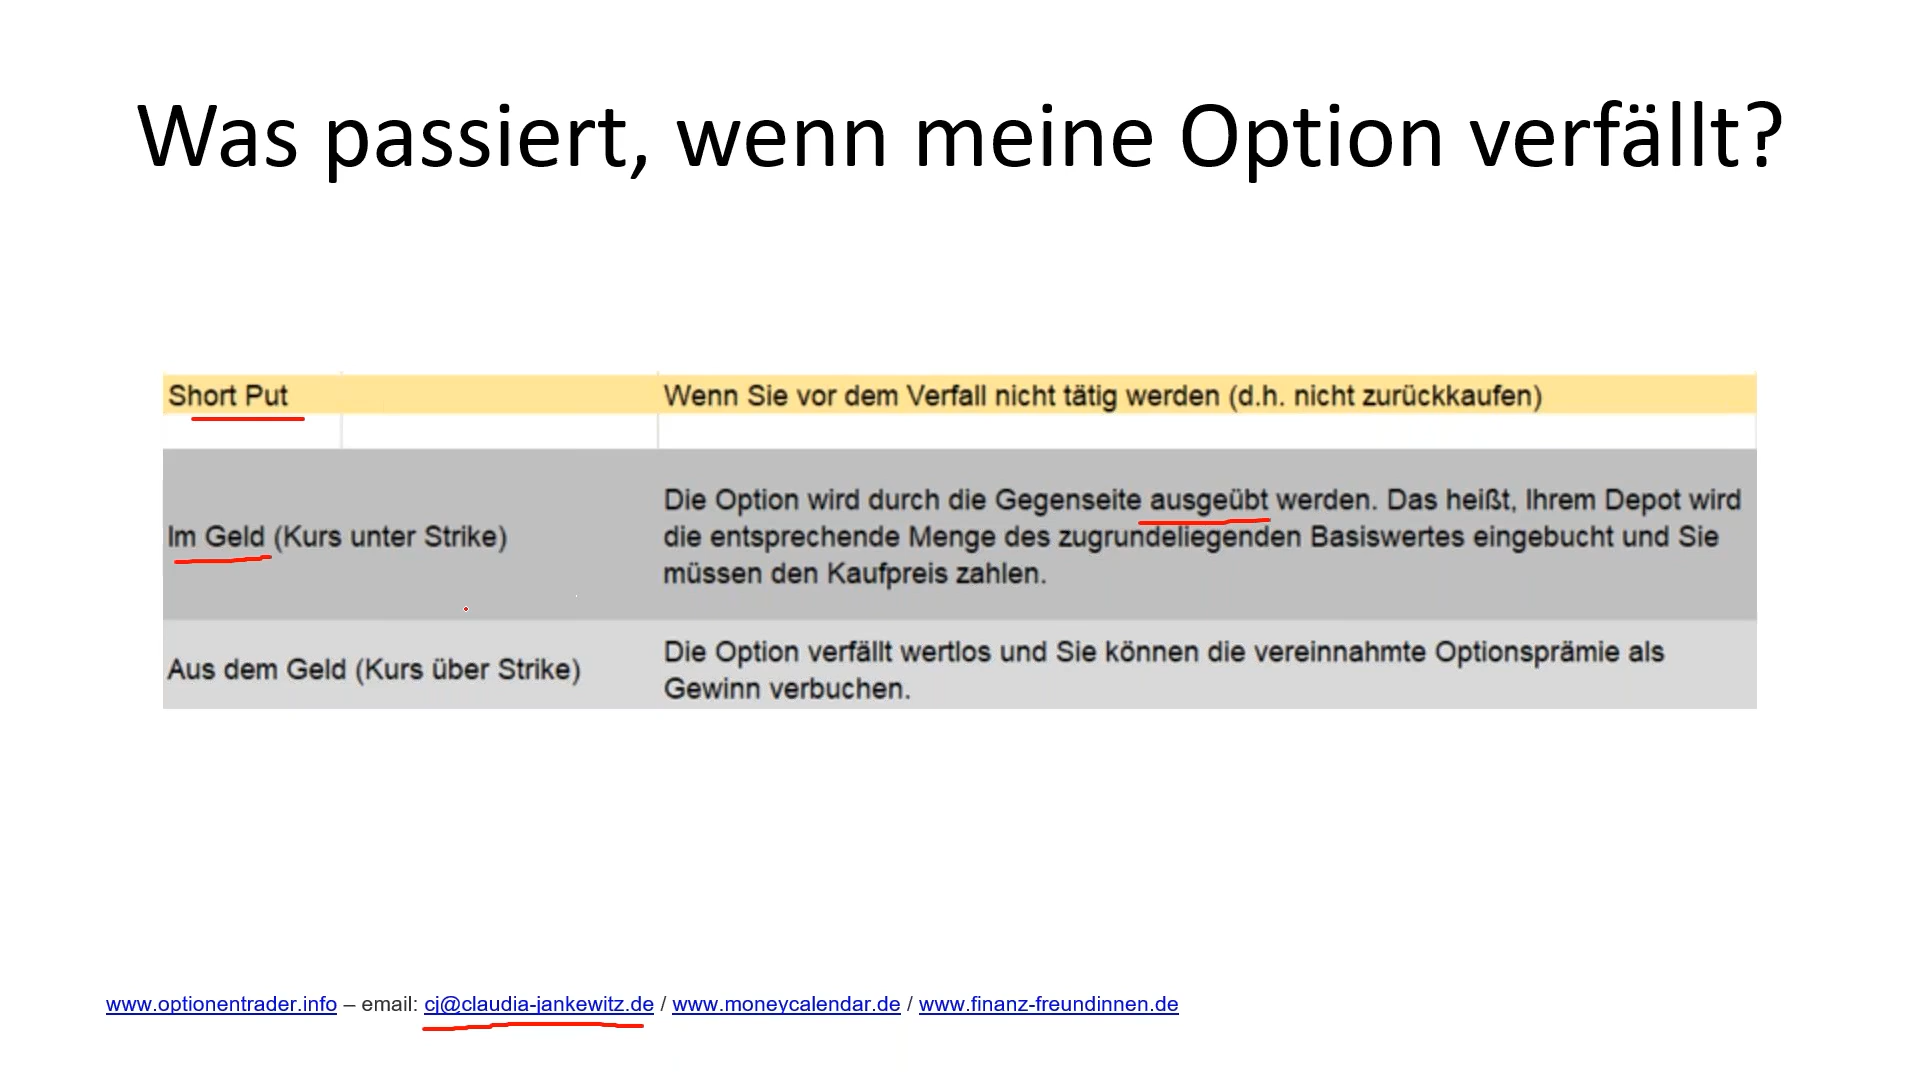 Was passiert, wenn meine Option verfällt?
Short Put
Wenn Sie vor dem Verfall nicht tätig werden (d.h. nicht zurückkaufen)
Im Geld (Kurs unter Strike)
Die Option wird durch die Gegenseite ausgeübt werden. Das heißt, Ihrem Depot wird
die entsprechende Menge des zugrundeliegenden Basiswertes eingebucht und Sie
müssen den Kaufpreis zahlen.
Aus dem Geld (Kurs über Strike)
Die Option verfällt wertlos und Sie können die vereinnahmte Optionsprämie als
Gewinn verbuchen.
www.optionentrader.info – email: cj@claudia-jankewitz.de / www.moneycalendar.de / www.finanz-freundinnen.de